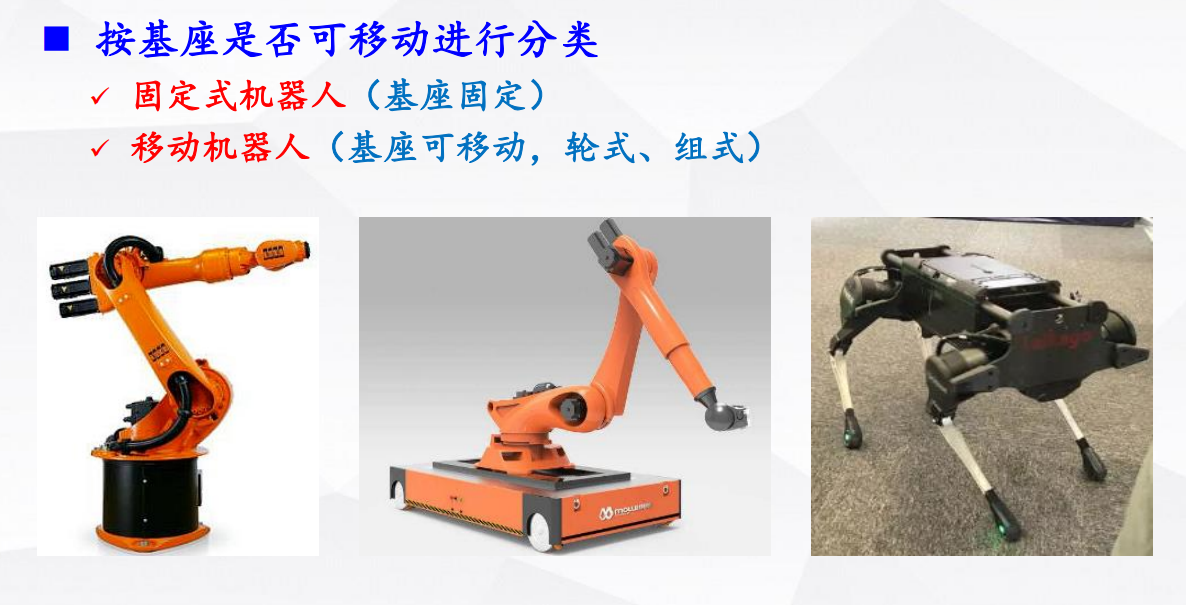 按基座是否可移动进行分类
固定式机器人（基座固定）
移动机器人（基座可移动，轮式、组式）
laikago